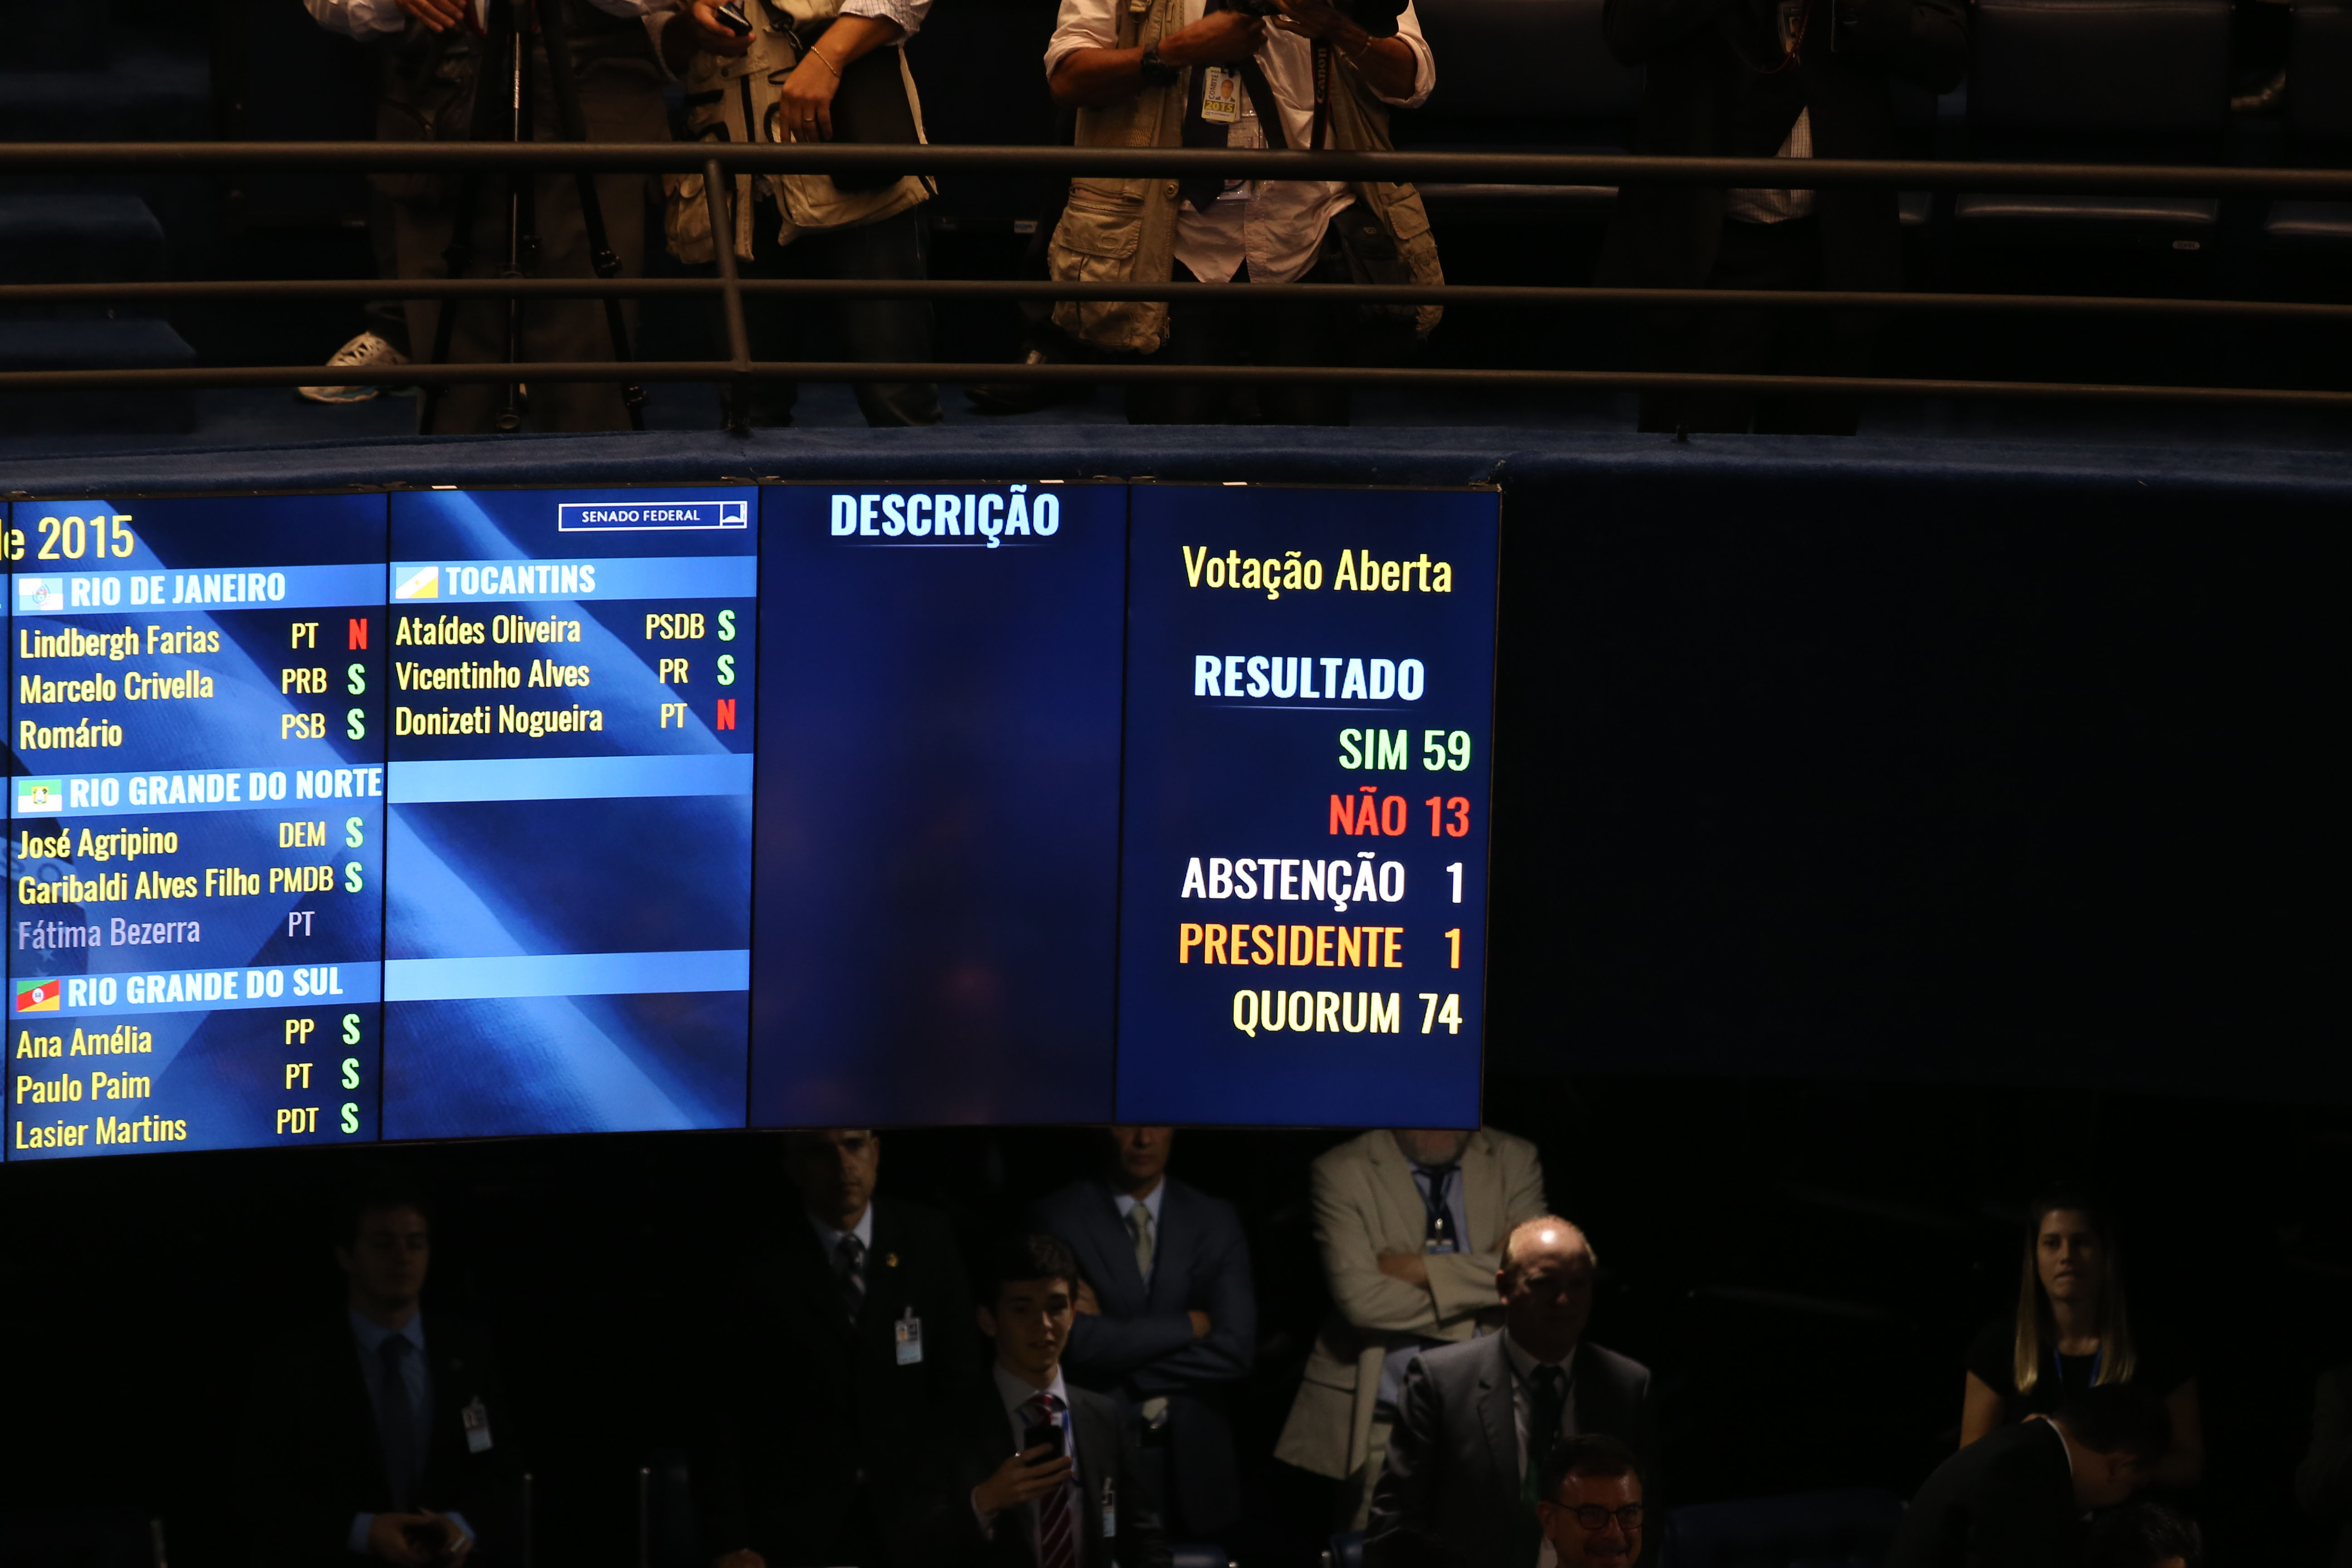 Canon
2015
e 2015
RIO DE JANEIRO
Lindbergh Farias PT N
Marcelo Crivella PRB S
Romário PSB S
RIO GRANDE DO NORTE
José Agripino DEM S
Garibaldi Alves Filho PMDB S
Fátima Bezerra PT
RIO GRANDE DO SUL
Ana Amélia PP S
Paulo Paim PT S
Lasier Martins PDT S
SENADO FEDERAL
TOCANTINS
Ataídes Oliveira PSDB S
Vicentinho Alves PR S
Donizeti Nogueira PT N
DESCRIÇÃO
Votação Aberta
RESULTADO
SIM 59
NÃO 13
ABSTENÇÃO 1
PRESIDENTE 1
QUORUM 74